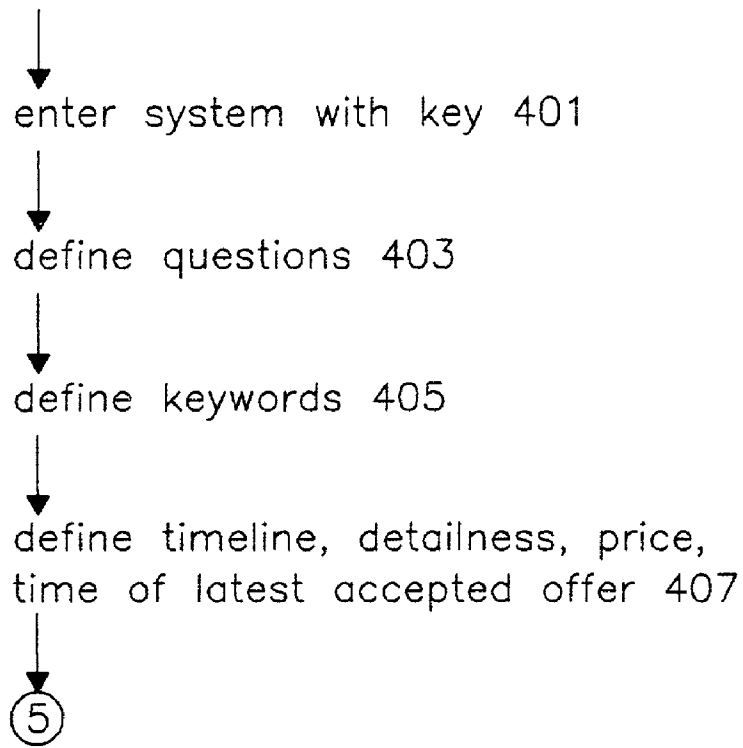 enter system with key 401
define questions 403
define keywords 405
define timeline, detailness, price,
time of latest accepted offer 407
5